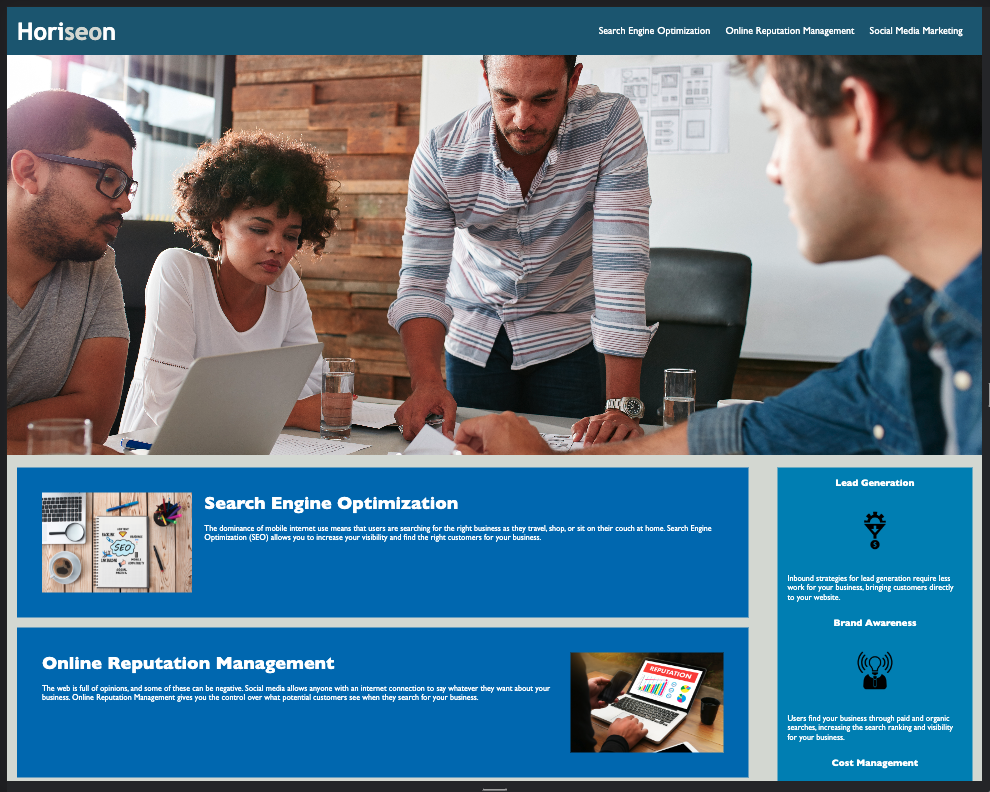 Horiseon
Search Engine Optimization
Online Reputation Management
Social Media Marketing
Search Engine Optimization
The dominance of mobile internet use means that users are searching for the right business as they travel, shop, or sit on their couch at home. Search Engine
Optimization (SEO) allows you to increase your visibility and find the right customers for your business.
SEO
Online Reputation Management
The web is full of opinions, and some of these can be negative. Social media allows anyone with an internet connection to say whatever they want about your
business. Online Reputation Management gives you the control over what potential customers see when they search for your business.
REPUTATION
Lead Generation
Inbound strategies for lead generation require less
work for your business, bringing customers directly
to your website.
Brand Awareness
Users find your business through paid and organic
searches, increasing the search ranking and visibility
for your business.
Cost Management